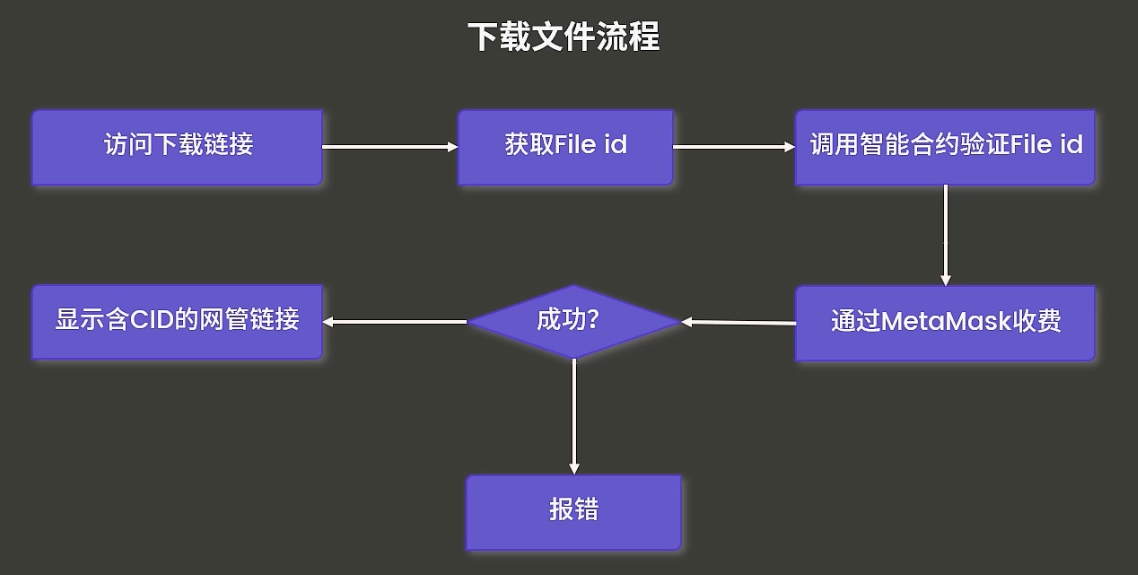 下载文件流程
访问下载链接
获取File id
调用智能合约验证File id
通过MetaMask收费
成功？
显示含CID的网管链接
报错